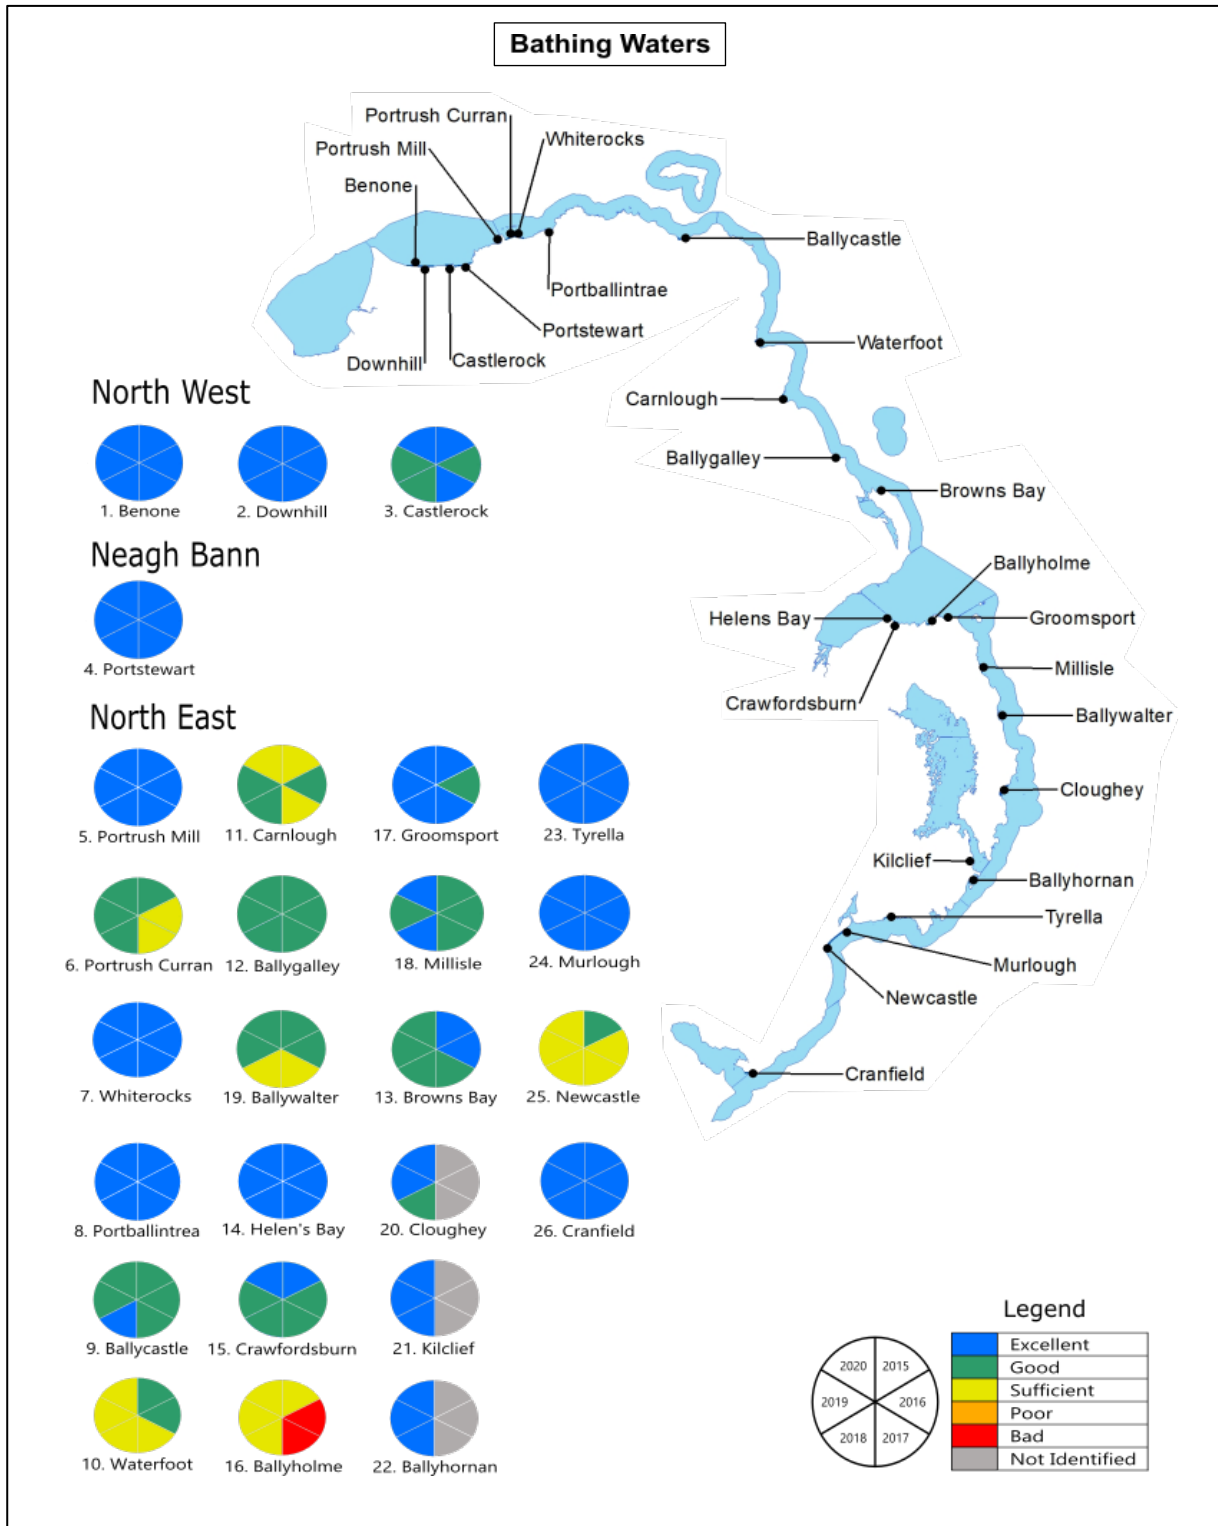 Bathing Waters
Portrush Curran
Whiterocks
Portrush Mill
Benone
Ballycastle
Portballintrae
Portstewart
Downhill
Castlerock
Waterfoot
Carnlough
Ballygalley
Browns Bay
Ballyholme
Helens Bay
Groomsport
Millisle
Crawfordsburn
Ballywalter
Cloughey
Kilclief
Ballyhornan
Tyrella
Murlough
Newcastle
Cranfield
North West
1. Benone
2. Downhill
3. Castlerock
Neagh Bann
4. Portstewart
North East
5. Portrush Mill
11. Carnlough
17. Groomsport
23. Tyrella
6. Portrush Curran
12. Ballygalley
18. Millisle
24. Murlough
7. Whiterocks
19. Ballywalter
13. Browns Bay
25. Newcastle
8. Portballintrea
14. Helen's Bay
20. Cloughey
26. Cranfield
9. Ballycastle
15. Crawfordsburn
21. Kilclief
10. Waterfoot
16. Ballyholme
22. Ballyhornan
Legend
2020
2015
2019
2016
2018
2017
Excellent
Good
Sufficient
Poor
Bad
Not Identified